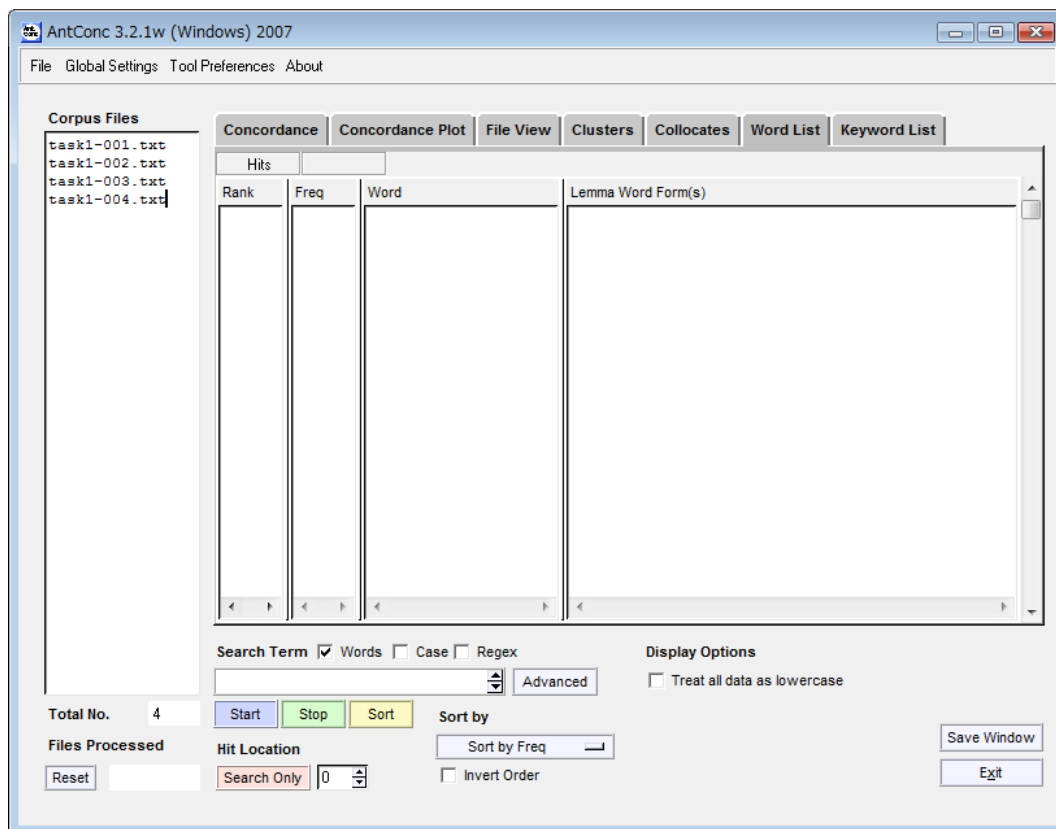 AntConc 3.2.1w (Windows) 2007
File Global Settings Tool Preferences About
Corpus Files
task1-001.txt
task1-002.txt
task1-003.txt
task1-004.txt
Concordance Concordance Plot File View Clusters Collocates Word List Keyword List
Hits
Rank Freq Word Lemma Word Form(s)
Search Term Words Case Regex
Display Options
Advanced
Treat all data as lowercase
Total No. 4
Start Stop Sort
Sort by
Files Processed
Hit Location
Sort by Freq
Save Window
Reset
Search Only 0
Invert Order
Exit